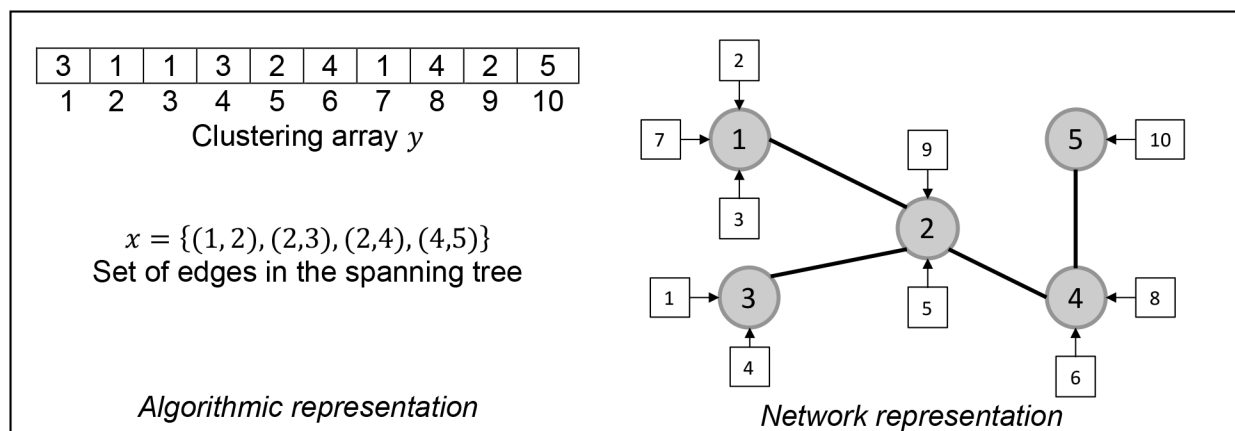 3 1 1 3 2 4 1 4 2 5
1 2 3 4 5 6 7 8 9 10
Clustering array y
x = {(1, 2), (2,3), (2,4), (4,5)}
Set of edges in the spanning tree
Algorithmic representation
2
7 1
3
9
2
5
5 10
1 3
4
4 8
6
Network representation